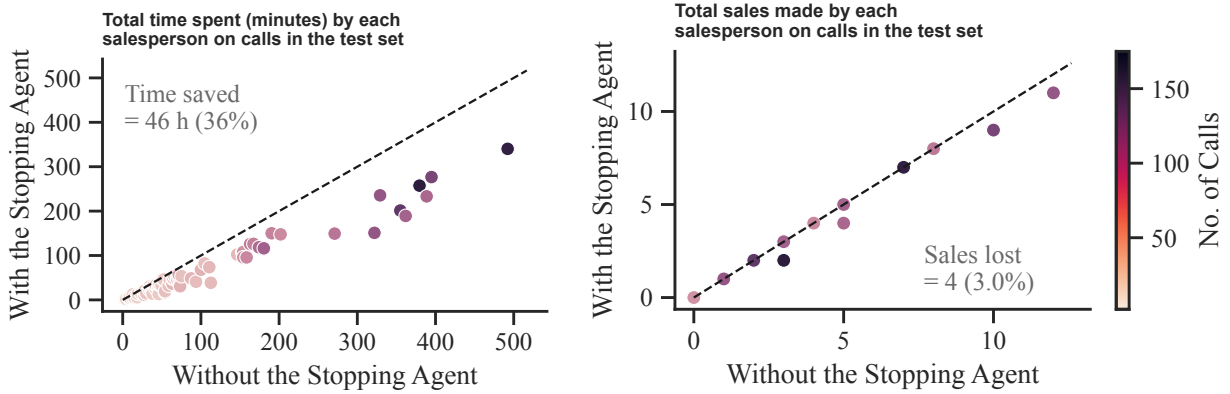 Total time spent (minutes) by each
salesperson on calls in the test set
With the Stopping Agent
500
400
300
200
100
0
Time saved
= 46 h (36%)
0 100 200 300 400 500
Without the Stopping Agent
Total sales made by each
salesperson on calls in the test set
With the Stopping Agent
10
5
0
Sales lost
= 4 (3.0%)
0 5 10
Without the Stopping Agent
150
100
50
No. of Calls